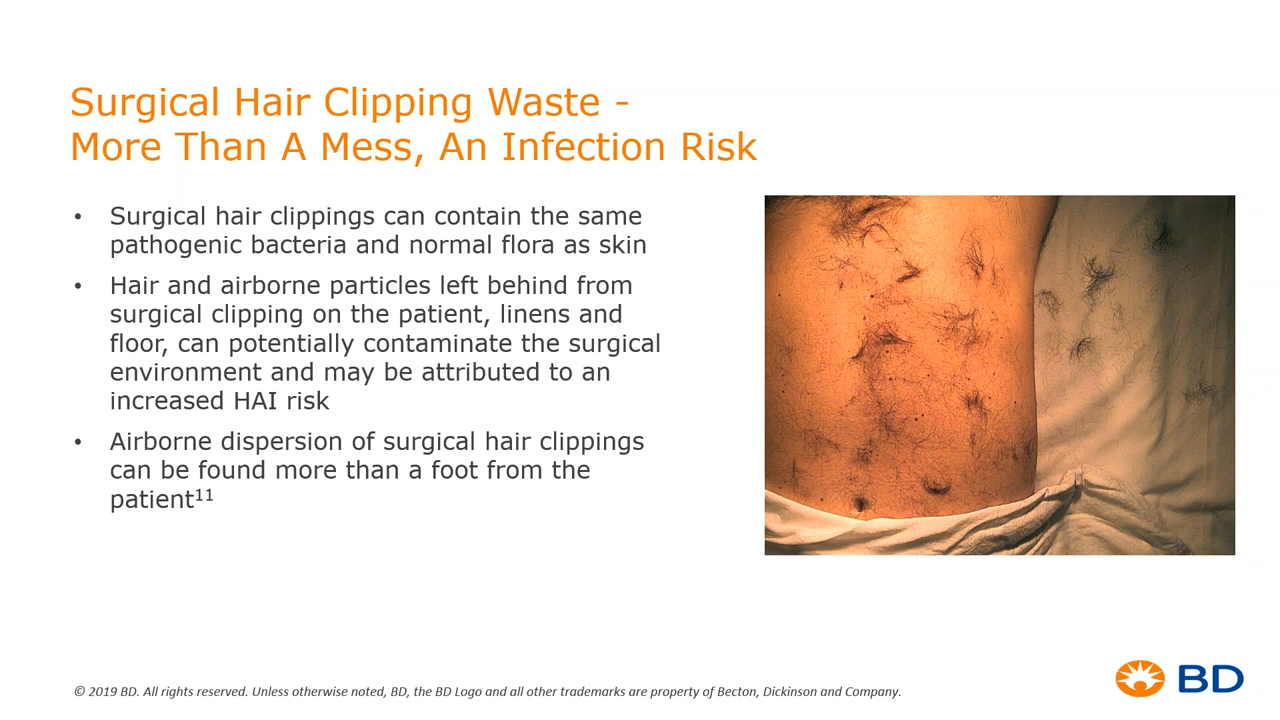 Surgical Hair Clipping Waste -
More Than A Mess, An Infection Risk
• Surgical hair clippings can contain the same
pathogenic bacteria and normal flora as skin
• Hair and airborne particles left behind from
surgical clipping on the patient, linens and
floor, can potentially contaminate the surgical
environment and may be attributed to an
increased HAI risk
• Airborne dispersion of surgical hair clippings
can be found more than a foot from the
patient¹¹
© 2019 BD. All rights reserved. Unless otherwise noted, BD, the BD Logo and all other trademarks are property of Becton, Dickinson and Company.
BD